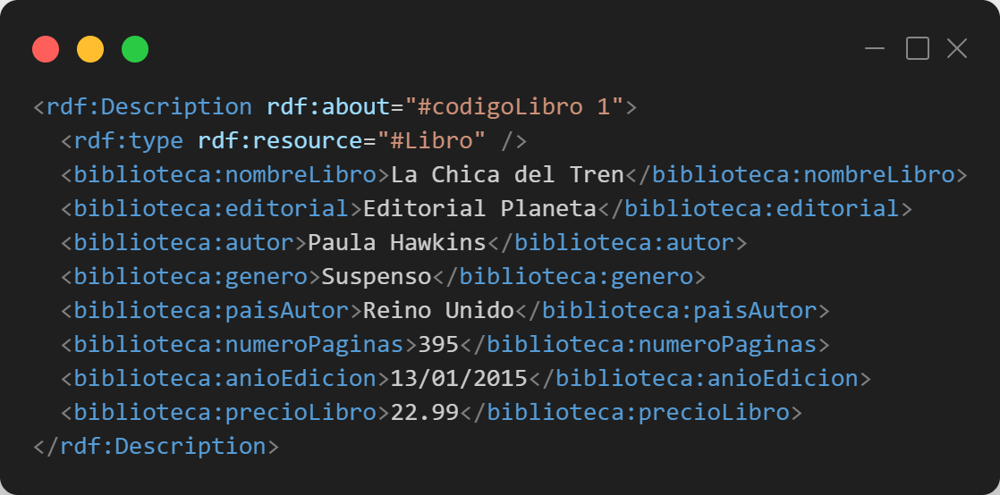 <rdf:Description rdf:about="#codigoLibro 1">
<rdf:type rdf:resource="#Libro" />
<biblioteca:nombreLibro>La Chica del Tren</biblioteca:nombreLibro>
<biblioteca:editorial>Editorial Planeta</biblioteca:editorial>
<biblioteca:autor>Paula Hawkins</biblioteca:autor>
<biblioteca:genero>Suspenso</biblioteca:genero>
<biblioteca:paisAutor>Reino Unido</biblioteca:paisAutor>
<biblioteca:numeroPaginas>395</biblioteca:numeroPaginas>
<biblioteca:anioEdicion>13/01/2015</biblioteca:anioEdicion>
<biblioteca:precioLibro>22.99</biblioteca:precioLibro>
</rdf:Description>